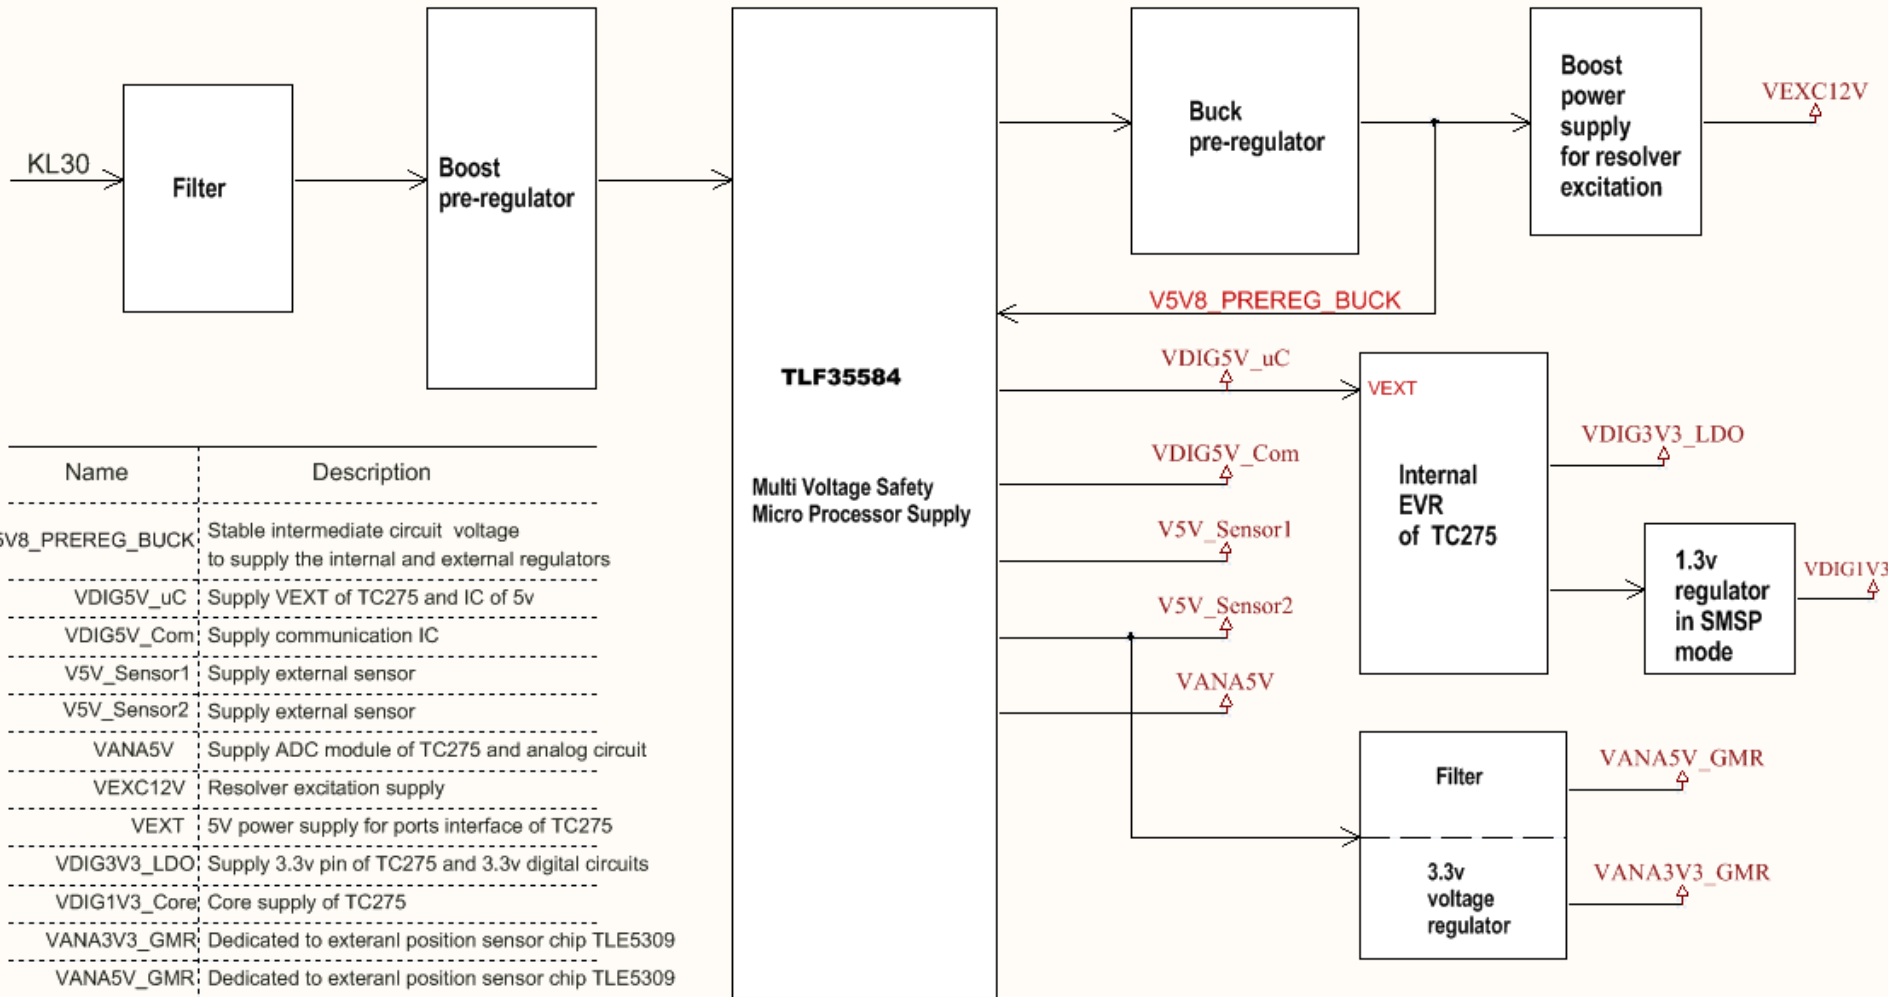 KL30
Filter
Boost
pre-regulator
TLF35584
Multi Voltage Safety
Micro Processor Supply
Buck
pre-regulator
Boost
power
supply
for resolver
excitation
VEXC12V
V5V8_PREREG_BUCK
VDIG5V_uC
VEXT
VDIG5V_Com
V5V_Sensor1
V5V_Sensor2
VANA5V
Internal
EVR
of TC275
VDIG3V3_LDO
1.3v
regulator
in SMSP
mode
VDIG1V3
Filter
3.3v
voltage
regulator
VANA5V_GMR
VANA3V3_GMR
Name Description
5V8_PREREG_BUCK Stable intermediate circuit voltage
to supply the internal and external regulators
VDIG5V_uC Supply VEXT of TC275 and IC of 5v
VDIG5V_Com Supply communication IC
V5V_Sensor1 Supply external sensor
V5V_Sensor2 Supply external sensor
VANA5V Supply ADC module of TC275 and analog circuit
VEXC12V Resolver excitation supply
VEXT 5V power supply for ports interface of TC275
VDIG3V3_LDO Supply 3.3v pin of TC275 and 3.3v digital circuits
VDIG1V3_Core Core supply of TC275
VANA3V3_GMR Dedicated to exteranl position sensor chip TLE5309
VANA5V_GMR Dedicated to exteranl position sensor chip TLE5309